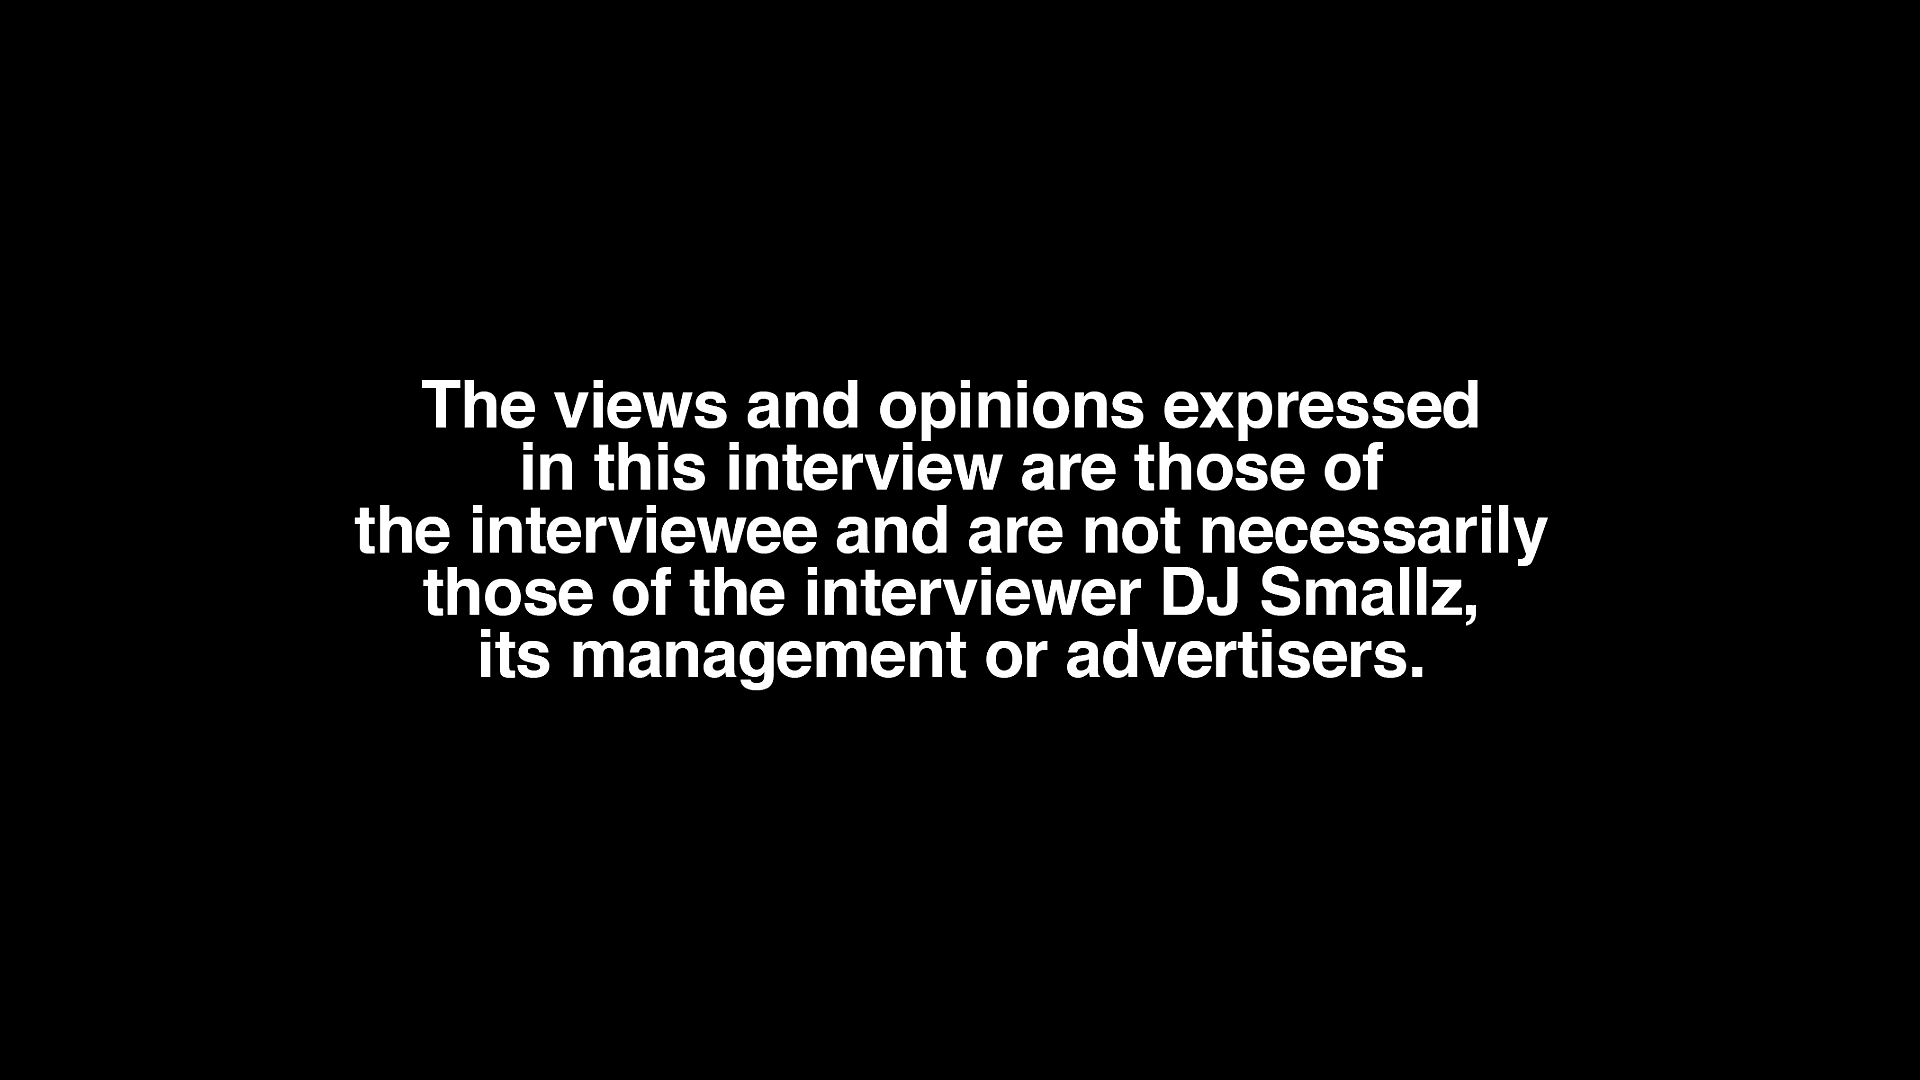 The views and opinions expressed
in this interview are those of
the interviewee and are not necessarily
those of the interviewer DJ Smallz,
its management or advertisers.